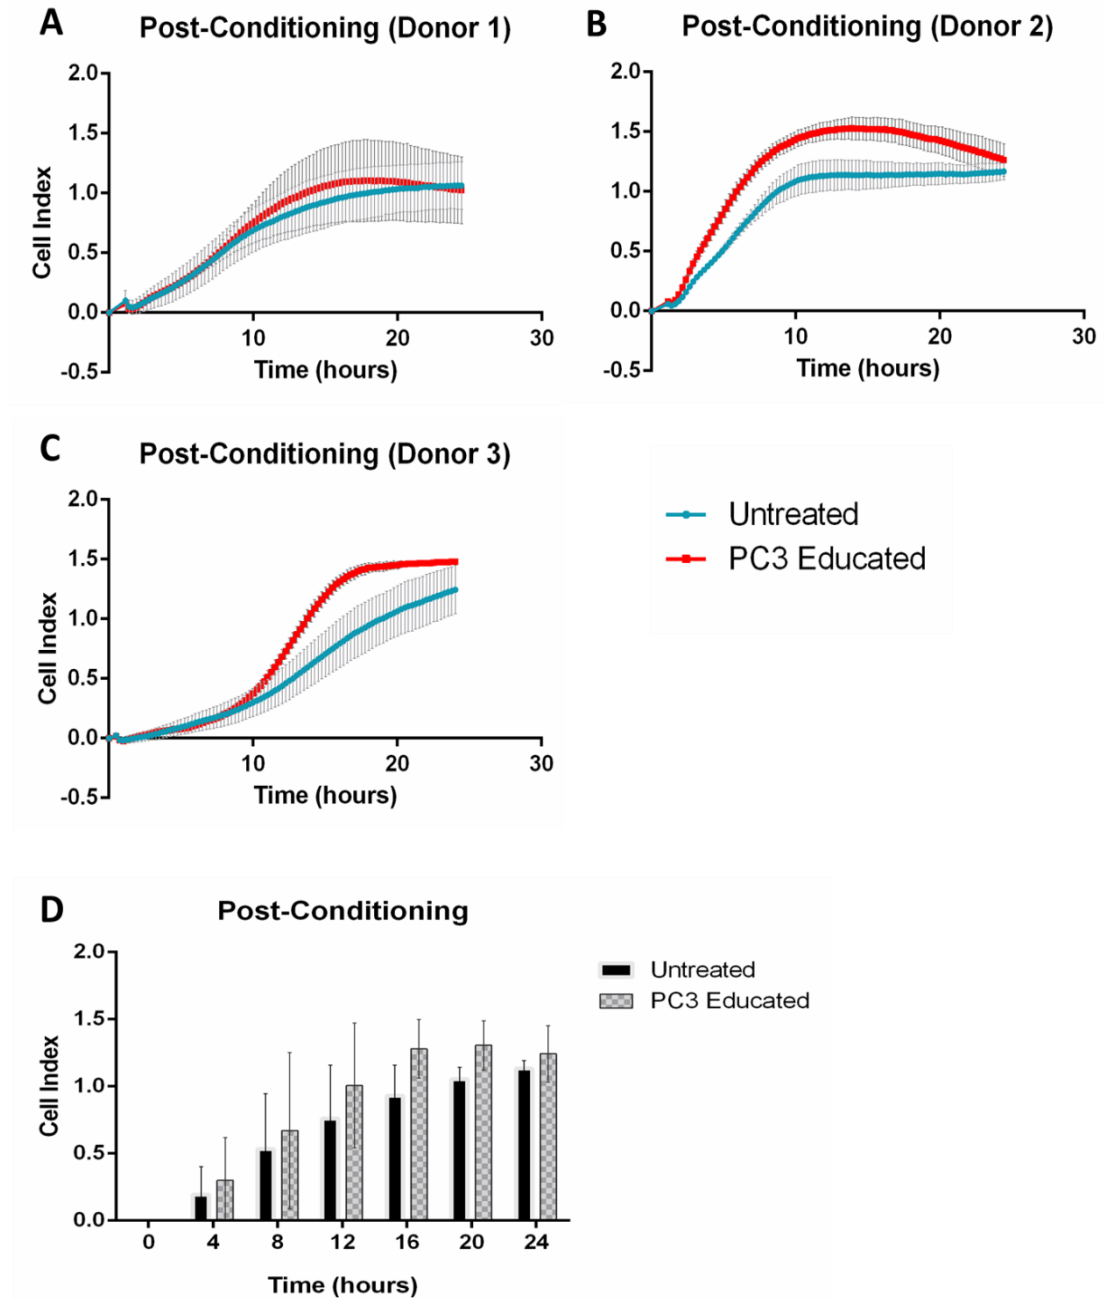 A
Post-Conditioning (Donor 1)
2.0
1.5
1.0
0.5
0.0
-0.5
10
20
30
Cell Index
Time (hours)
B
Post-Conditioning (Donor 2)
2.0
1.5
1.0
0.5
0.0
-0.5
10
20
30
Time (hours)
C
Post-Conditioning (Donor 3)
2.0
1.5
1.0
0.5
0.0
-0.5
10
20
30
Cell Index
Time (hours)
Untreated
PC3 Educated
D
Post-Conditioning
2.0
1.5
1.0
0.5
0.0
0 4 8 12 16 20 24
Cell Index
Time (hours)
Untreated
PC3 Educated